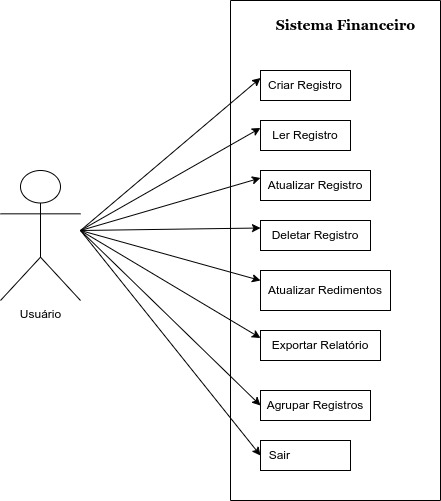 Sistema Financeiro
Criar Registro
Ler Registro
Atualizar Registro
Deletar Registro
Atualizar Redimentos
Exportar Relatório
Agrupar Registros
Sair
Usuário